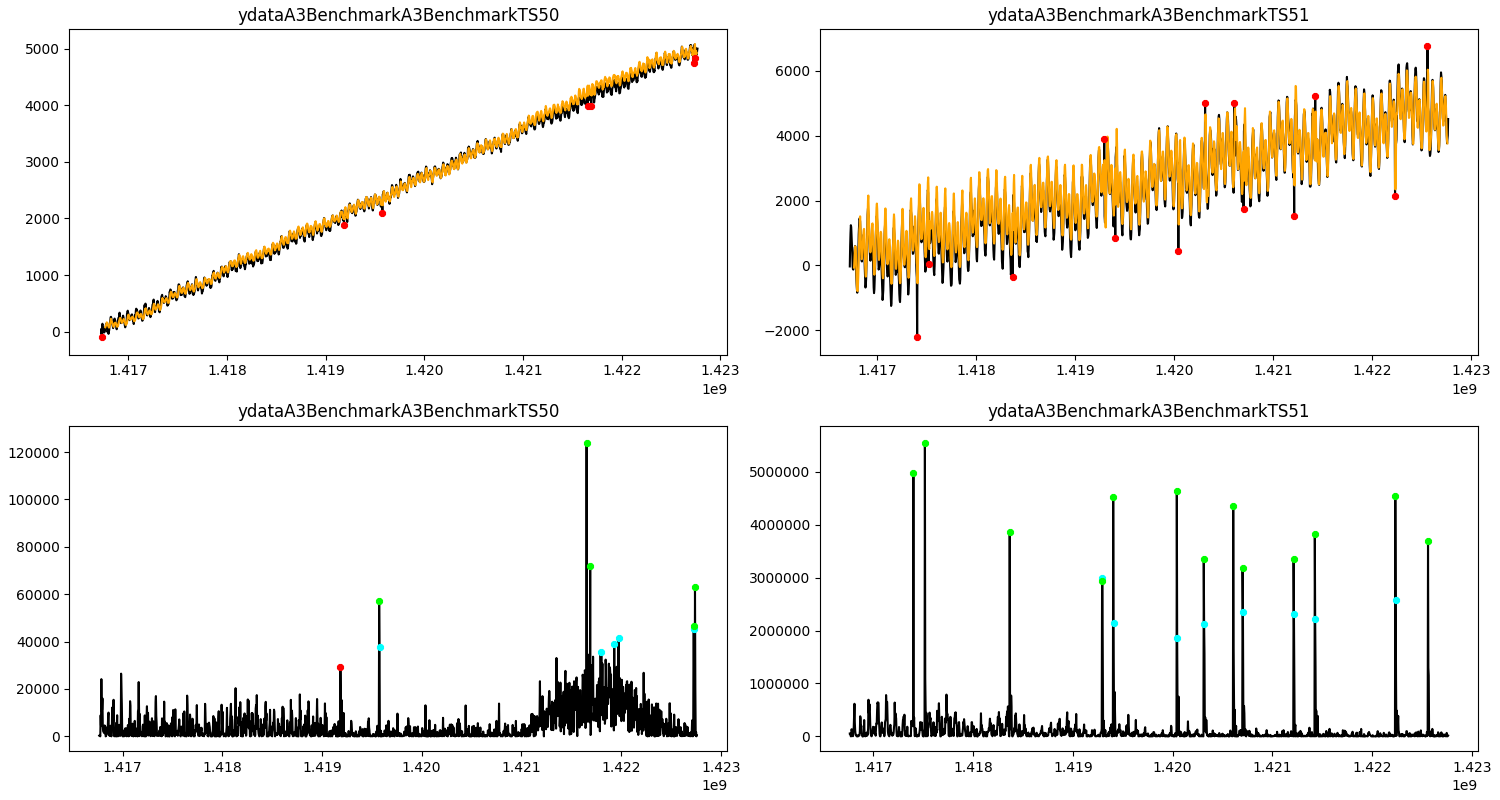 ydataA3BenchmarkA3BenchmarkTS50
5000
4000
3000
2000
1000
0
1.417 1.418 1.419 1.420 1.421 1.422 1.423
1e9
ydataA3BenchmarkA3BenchmarkTS51
6000
4000
2000
0
−2000
1.417 1.418 1.419 1.420 1.421 1.422 1.423
1e9
ydataA3BenchmarkA3BenchmarkTS50
120000
100000
80000
60000
40000
20000
0
1.417 1.418 1.419 1.420 1.421 1.422 1.423
1e9
ydataA3BenchmarkA3BenchmarkTS51
5000000
4000000
3000000
2000000
1000000
0
1.417 1.418 1.419 1.420 1.421 1.422 1.423
1e9